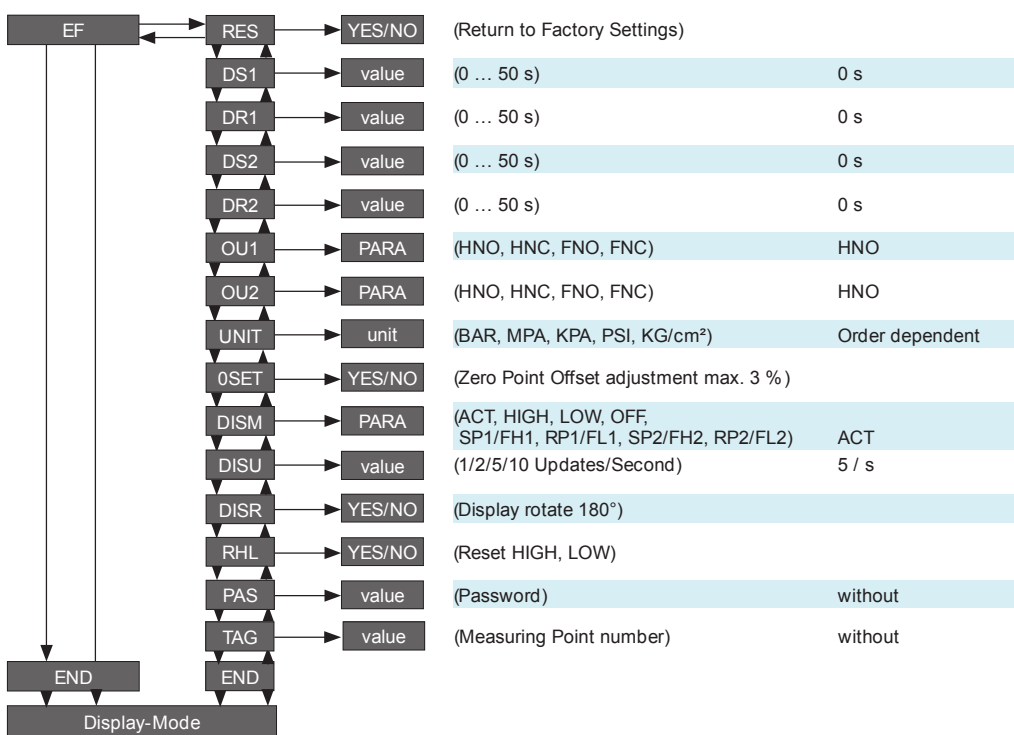 EF RES YES/NO (Return to Factory Settings)
DS1 value (0 … 50 s) 0 s
DR1 value (0 … 50 s) 0 s
DS2 value (0 … 50 s) 0 s
DR2 value (0 … 50 s) 0 s
OU1 PARA (HNO, HNC, FNO, FNC) HNO
OU2 PARA (HNO, HNC, FNO, FNC) HNO
UNIT unit (BAR, MPA, KPA, PSI, KG/cm²) Order dependent
0SET YES/NO (Zero Point Offset adjustment max. 3 %)
DISM PARA (ACT, HIGH, LOW, OFF,
SP1/FH1, RP1/FL1, SP2/FH2, RP2/FL2) ACT
DISU value (1/2/5/10 Updates/Second) 5 / s
DISR YES/NO (Display rotate 180°)
RHL YES/NO (Reset HIGH, LOW)
PAS value (Password) without
TAG value (Measuring Point number) without
END END
Display-Mode